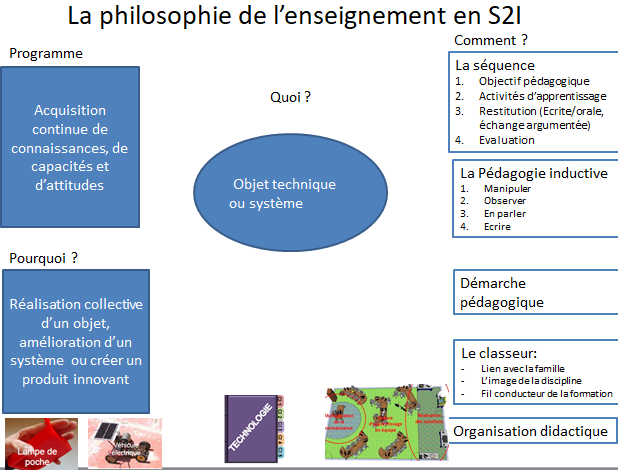 La philosophie de l'enseignement en S2I
Programme
Acquisition
continue de
connaissances, de
capacités et
d'attitudes
Quoi ?
Objet technique
ou système
Comment ?
La séquence
1. Objectif pédagogique
2. Activités d'apprentissage
3. Restitution (Ecrite/orale,
échange argumentée)
4. Evaluation
La Pédagogie inductive
1. Manipuler
2. Observer
3. En parler
4. Ecrire
Pourquoi ?
Réalisation collective
d'un objet,
amélioration d'un
système ou créer un
produit innovant
Démarche
pédagogique
Le classeur:
- Lien avec la famille
- L'image de la discipline
- Fil conducteur de la formation
Organisation didactique
Lampe de
poche
Véhicule
électrique
TECHNOLOGIE